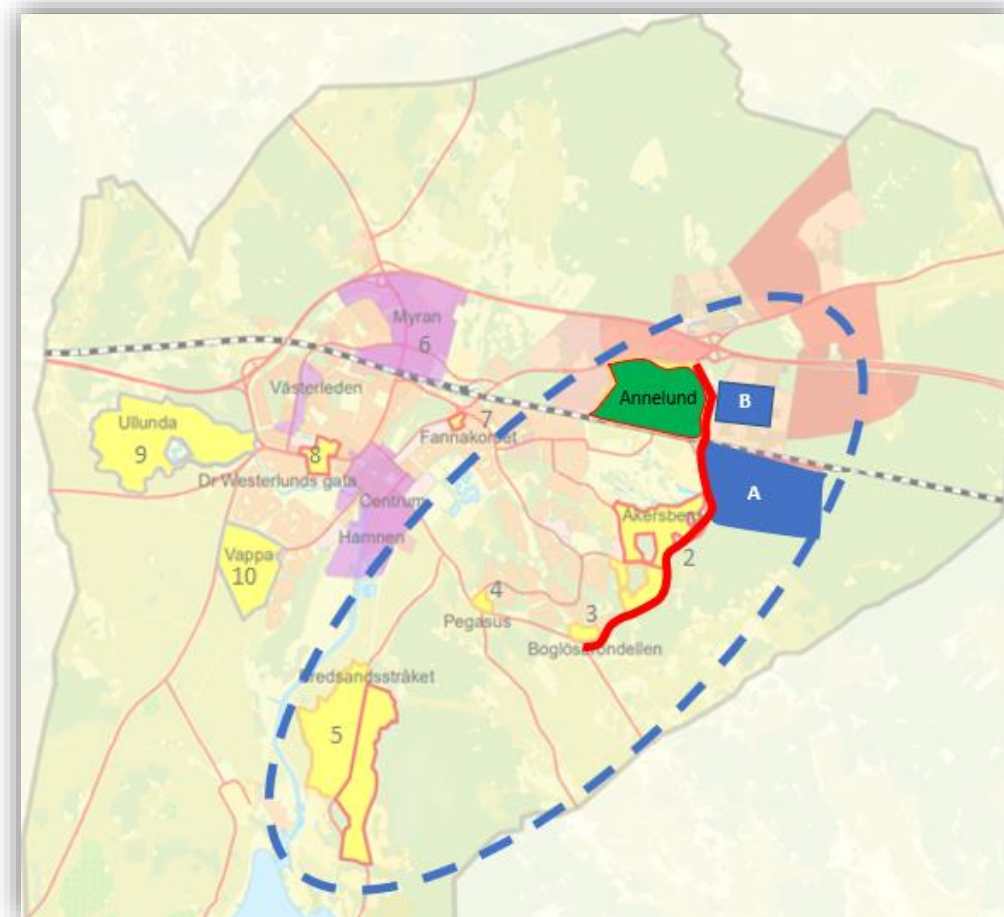 Myran
6
Västerleden
Annelund
B
Ullunda
9
7
Fannakorset
8
Dr Westerlunds gata
A
Centrum
Åkersberg
Hamnen
Vappa
10
2
4
3
Pegasus
Boglösarondellen
Bredsandsstråket
5